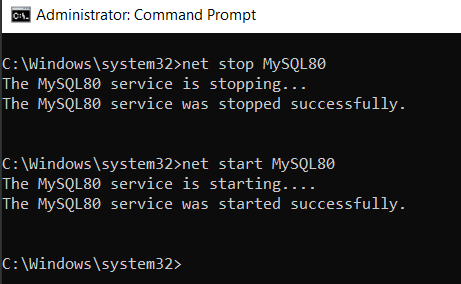 Administrator: Command Prompt
C:\Windows\system32>net stop MySQL80
The MySQL80 service is stopping...
The MySQL80 service was stopped successfully.
C:\Windows\system32>net start MySQL80
The MySQL80 service is starting....
The MySQL80 service was started successfully.
C:\Windows\system32>